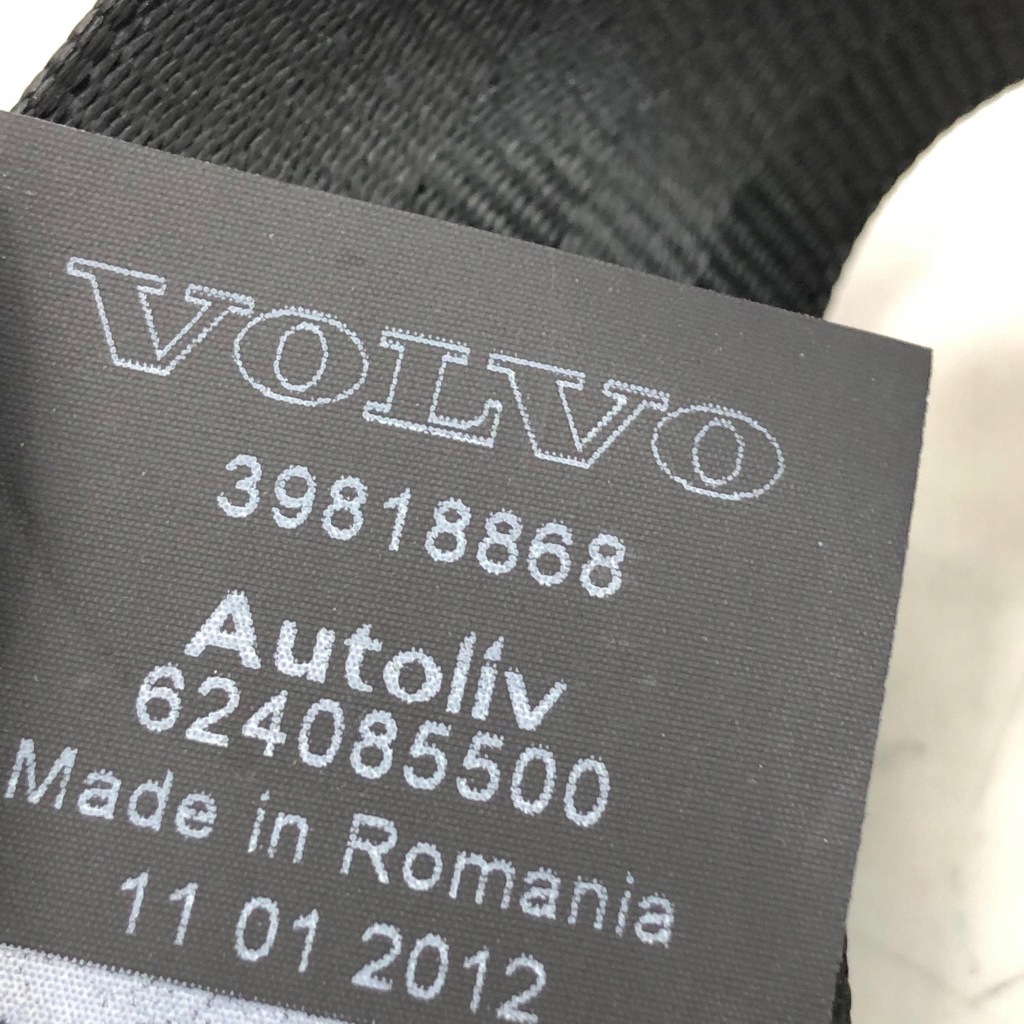 VOLVO
39818868
Autoliv
624085500
Made in Romania
11 01 2012